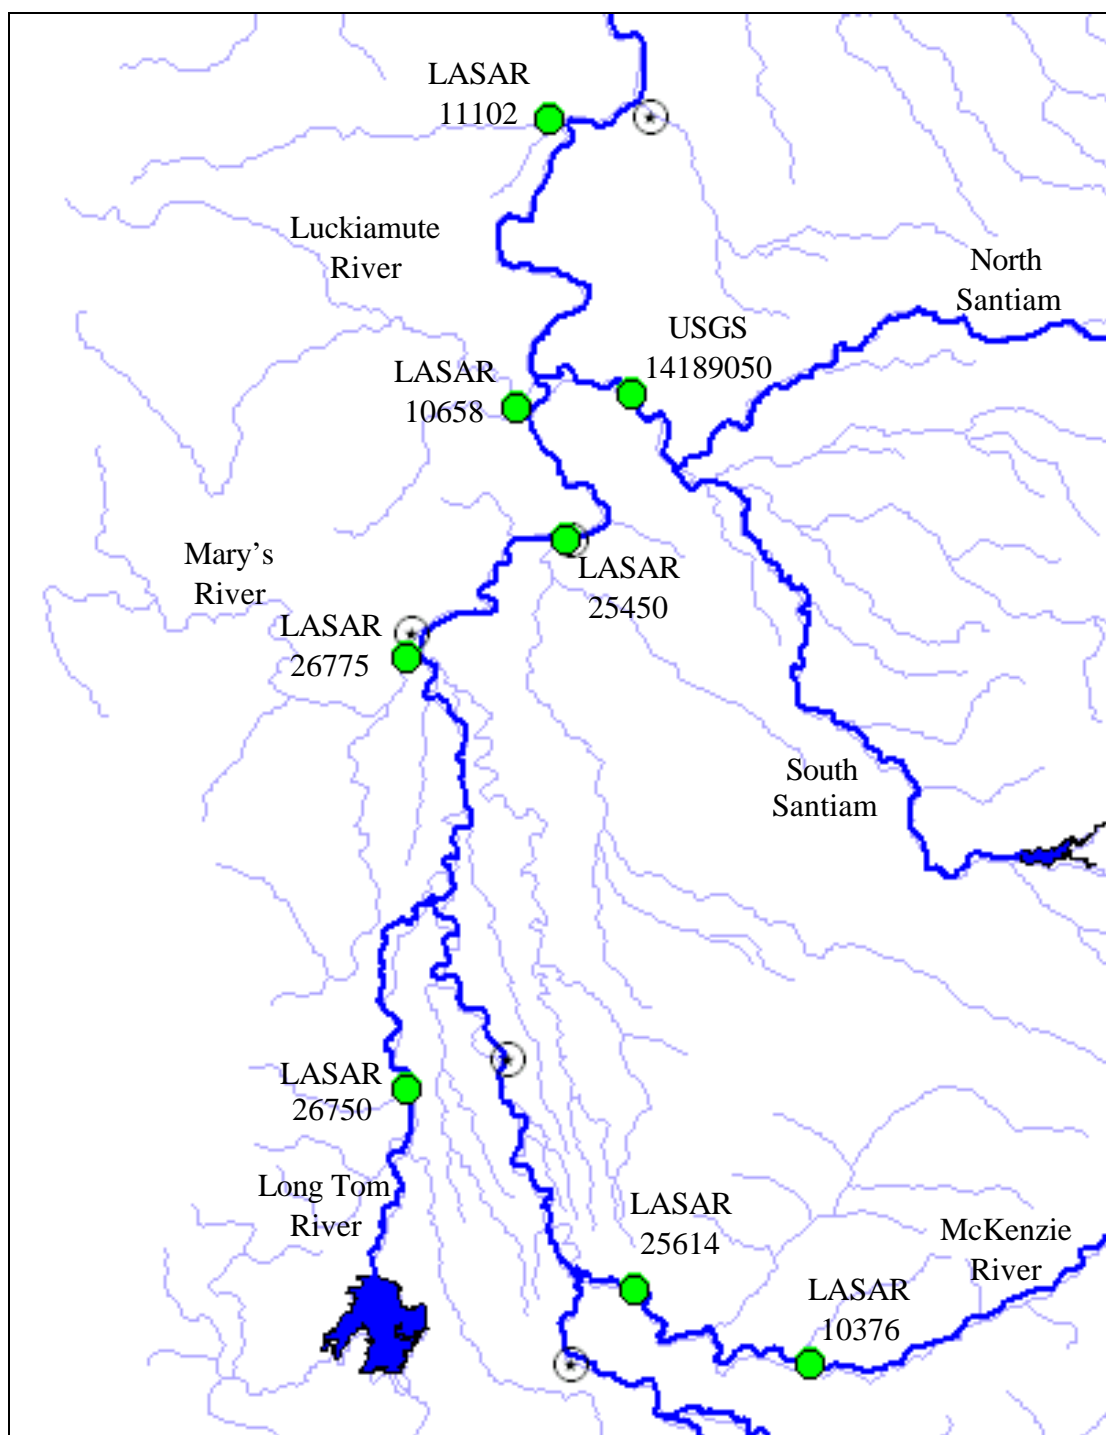 LASAR
11102
Luckiamute
River
North
Santiam
USGS
14189050
LASAR
10658
Mary’s
River
LASAR
25450
LASAR
26775
South
Santiam
LASAR
26750
Long Tom
River
LASAR
25614
McKenzie
River
LASAR
10376